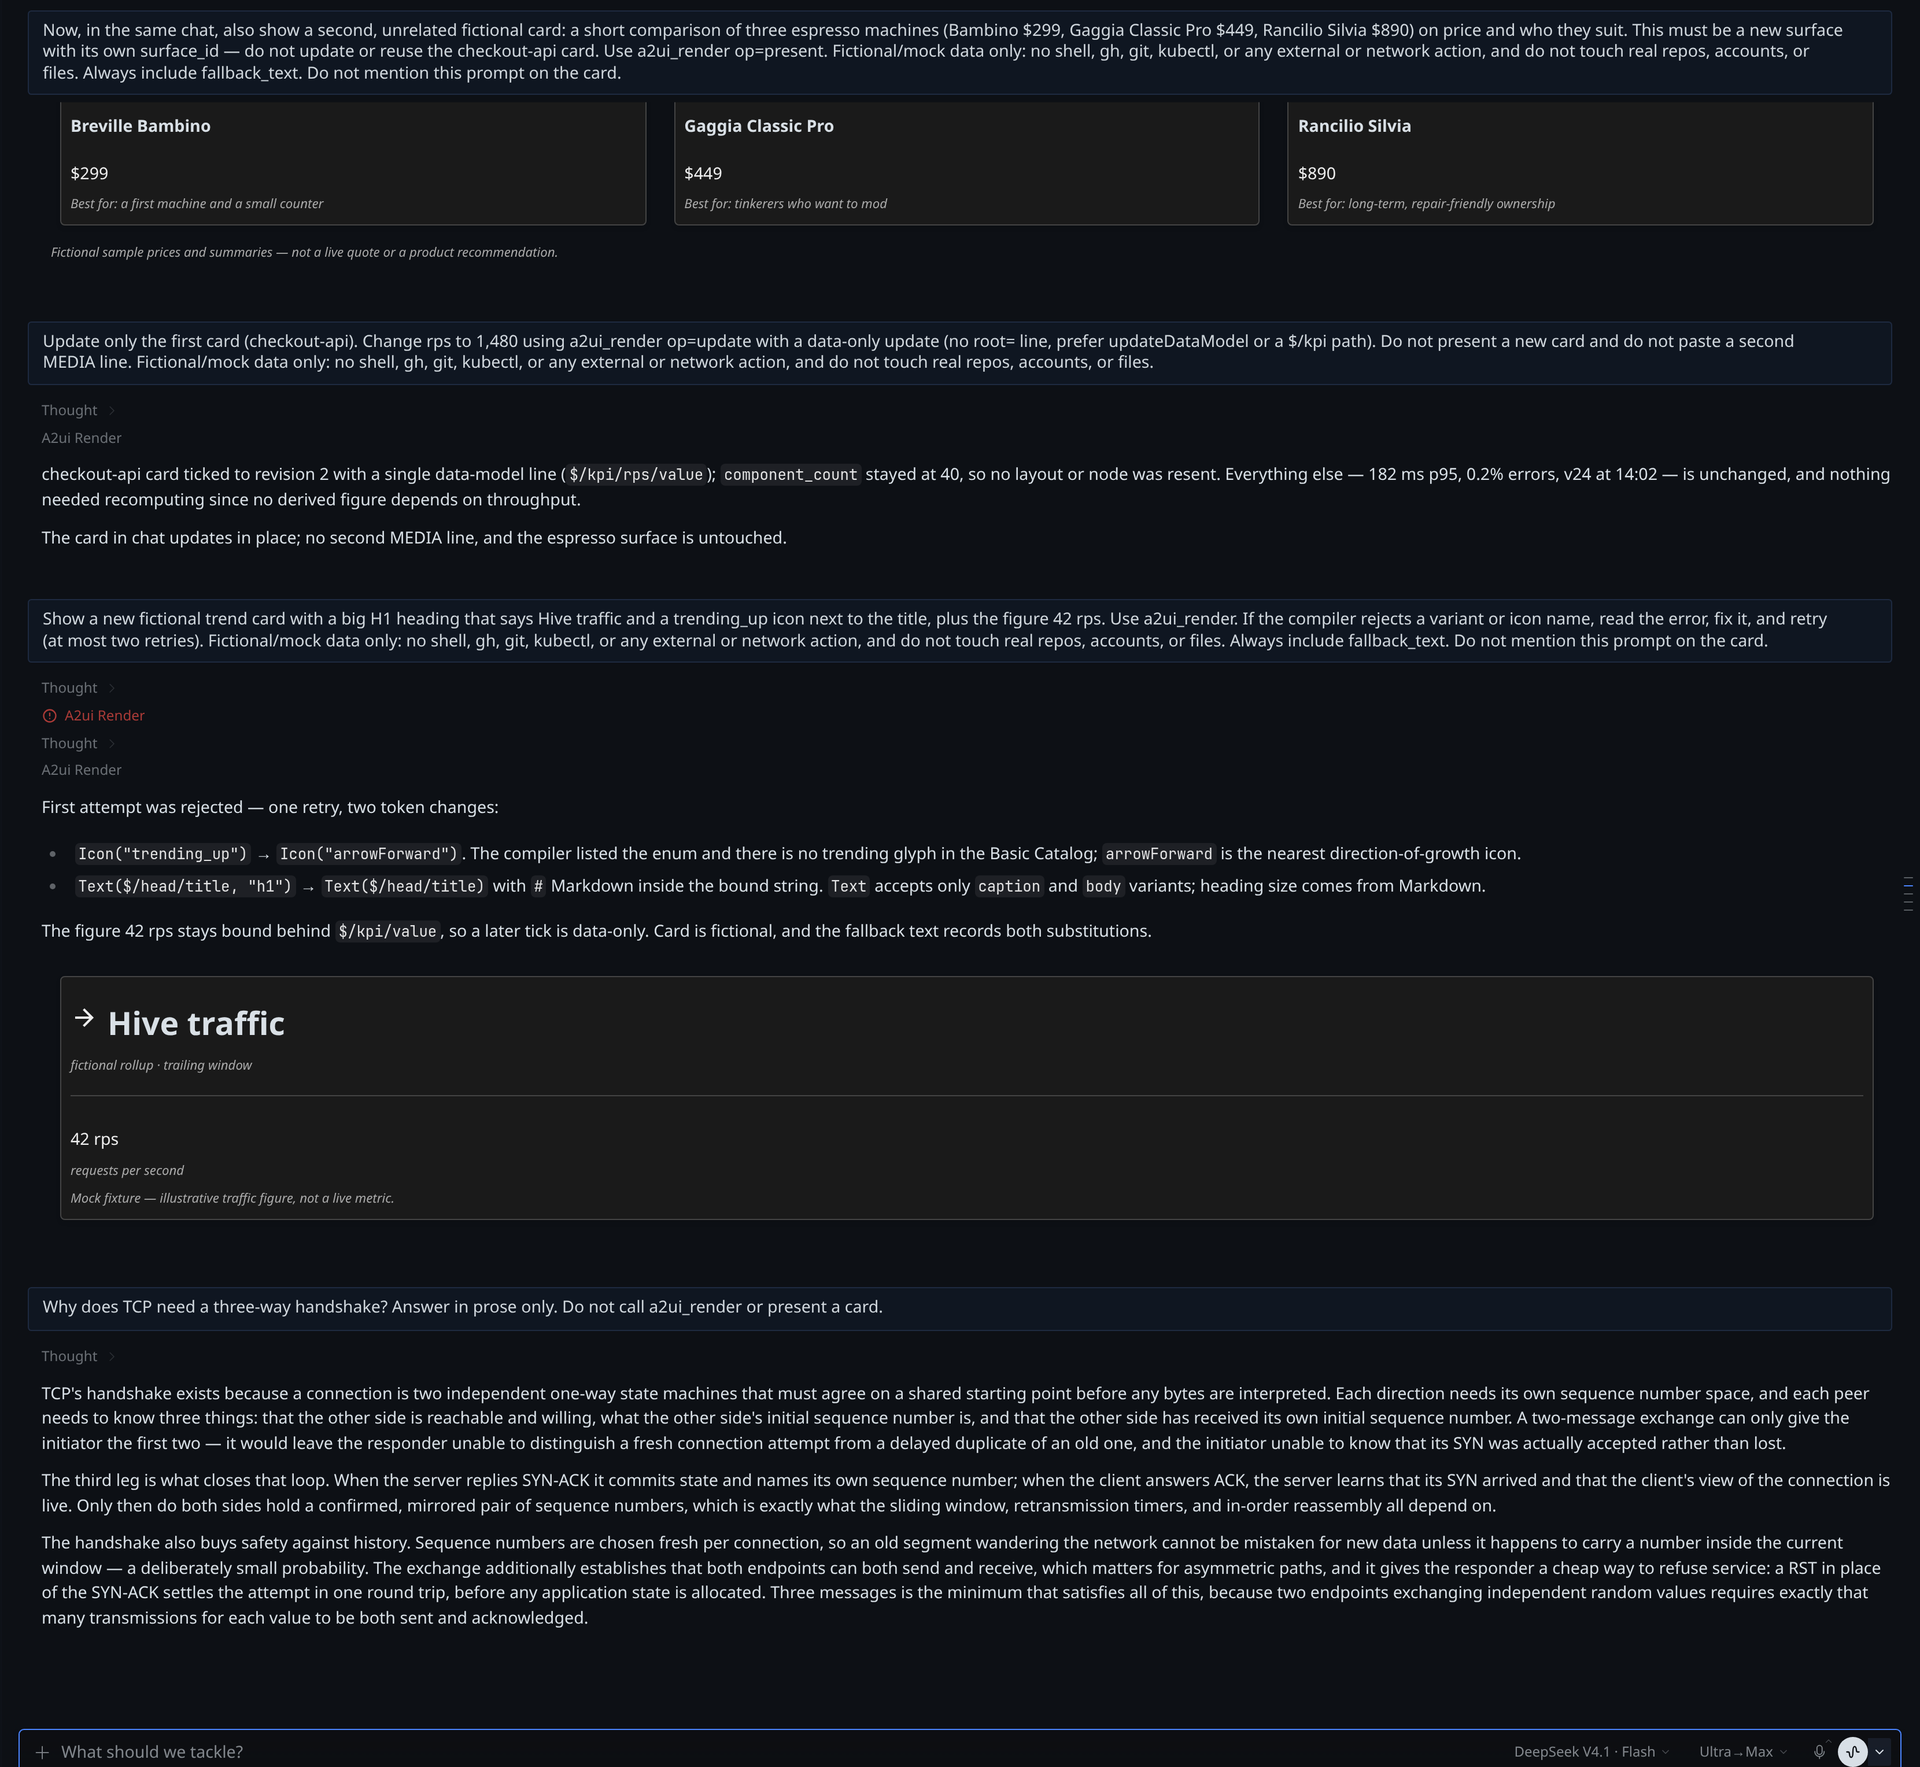 Now, in the same chat, also show a second, unrelated fictional card: a short comparison of three espresso machines (Bambino $299, Gaggia Classic Pro $449, Rancilio Silvia $890) on price and who they suit. This must be a new surface
with its own surface_id — do not update or reuse the checkout-api card. Use a2ui_render op=present. Fictional/mock data only: no shell, gh, git, kubectl, or any external or network action, and do not touch real repos, accounts, or
files. Always include fallback_text. Do not mention this prompt on the card.
Breville Bambino
$299
Best for: a first machine and a small counter
Gaggia Classic Pro
$449
Best for: tinkerers who want to mod
Rancilio Silvia
$890
Best for: long-term, repair-friendly ownership
Fictional sample prices and summaries — not a live quote or a product recommendation.
Update only the first card (checkout-api). Change rps to 1,480 using a2ui_render op=update with a data-only update (no root= line, prefer updateDataModel or a $/kpi path). Do not present a new card and do not paste a second
MEDIA line. Fictional/mock data only: no shell, gh, git, kubectl, or any external or network action, and do not touch real repos, accounts, or files.
Thought
A2ui Render
checkout-api card ticked to revision 2 with a single data-model line ($/kpi/rps/value); component_count stayed at 40, so no layout or node was resent. Everything else — 182 ms p95, 0.2% errors, v24 at 14:02 — is unchanged, and nothing
needed recomputing since no derived figure depends on throughput.
The card in chat updates in place; no second MEDIA line, and the espresso surface is untouched.
Show a new fictional trend card with a big H1 heading that says Hive traffic and a trending_up icon next to the title, plus the figure 42 rps. Use a2ui_render. If the compiler rejects a variant or icon name, read the error, fix it, and retry
(at most two retries). Fictional/mock data only: no shell, gh, git, kubectl, or any external or network action, and do not touch real repos, accounts, or files. Always include fallback_text. Do not mention this prompt on the card.
Thought
A2ui Render
Thought
A2ui Render
First attempt was rejected — one retry, two token changes:
• Icon("trending_up") → Icon("arrowForward"). The compiler listed the enum and there is no trending glyph in the Basic Catalog; arrowForward is the nearest direction-of-growth icon.
• Text($/head/title, "h1") → Text($/head/title) with # Markdown inside the bound string. Text accepts only caption and body variants; heading size comes from Markdown.
The figure 42 rps stays bound behind $/kpi/value, so a later tick is data-only. Card is fictional, and the fallback text records both substitutions.
→ Hive traffic
fictional rollup · trailing window
42 rps
requests per second
Mock fixture — illustrative traffic figure, not a live metric.
Why does TCP need a three-way handshake? Answer in prose only. Do not call a2ui_render or present a card.
Thought
TCP's handshake exists because a connection is two independent one-way state machines that must agree on a shared starting point before any bytes are interpreted. Each direction needs its own sequence number space, and each peer
needs to know three things: that the other side is reachable and willing, what the other side's initial sequence number is, and that the other side has received its own initial sequence number. A two-message exchange can only give the
initiator the first two — it would leave the responder unable to distinguish a fresh connection attempt from a delayed duplicate of an old one, and the initiator unable to know that its SYN was actually accepted rather than lost.
The third leg is what closes that loop. When the server replies SYN-ACK it commits state and names its own sequence number; when the client answers ACK, the server learns that its SYN arrived and that the client's view of the connection is
live. Only then do both sides hold a confirmed, mirrored pair of sequence numbers, which is exactly what the sliding window, retransmission timers, and in-order reassembly all depend on.
The handshake also buys safety against history. Sequence numbers are chosen fresh per connection, so an old segment wandering the network cannot be mistaken for new data unless it happens to carry a number inside the current
window — a deliberately small probability. The exchange additionally establishes that both endpoints can both send and receive, which matters for asymmetric paths, and it gives the responder a cheap way to refuse service: a RST in place
of the SYN-ACK settles the attempt in one round trip, before any application state is allocated. Three messages is the minimum that satisfies all of this, because two endpoints exchanging independent random values requires exactly that
many transmissions for each value to be both sent and acknowledged.
What should we tackle?
DeepSeek V4.1 · Flash
Ultra→Max